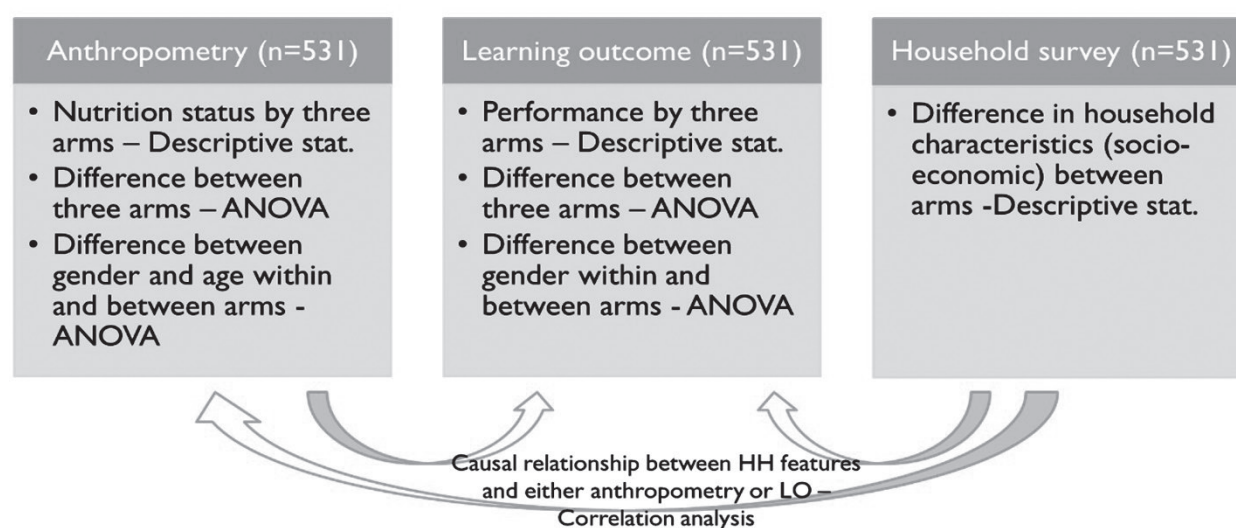 Anthropometry (n=531)
• Nutrition status by three
arms – Descriptive stat.
• Difference between
three arms – ANOVA
• Difference between
gender and age within
and between arms -
ANOVA
Learning outcome (n=531)
• Performance by three
arms – Descriptive stat.
• Difference between
three arms – ANOVA
• Difference between
gender within and
between arms - ANOVA
Household survey (n=531)
• Difference in household
characteristics (socio-
economic) between
arms -Descriptive stat.
Causal relationship between HH features
and either anthropometry or LO –
Correlation analysis